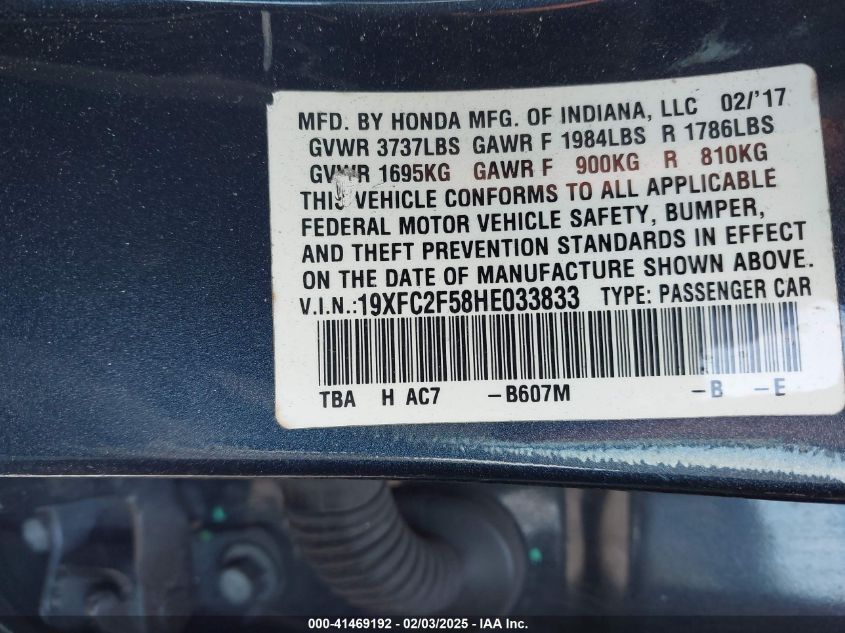 MFD. BY HONDA MFG. OF INDIANA, LLC 02/'17
GVWR 3737LBS GAWR F 1984LBS R 1786LBS
GVWR 1695KG GAWR F 900KG R 810KG
THIS VEHICLE CONFORMS TO ALL APPLICABLE
FEDERAL MOTOR VEHICLE SAFETY, BUMPER,
AND THEFT PREVENTION STANDARDS IN EFFECT
ON THE DATE OF MANUFACTURE SHOWN ABOVE.
V.I.N.:19XFC2F58HE033833 TYPE: PASSENGER CAR
TBA H AC7 -B607M -B -E
000-41469192 - 02/03/2025 - IAA Inc.